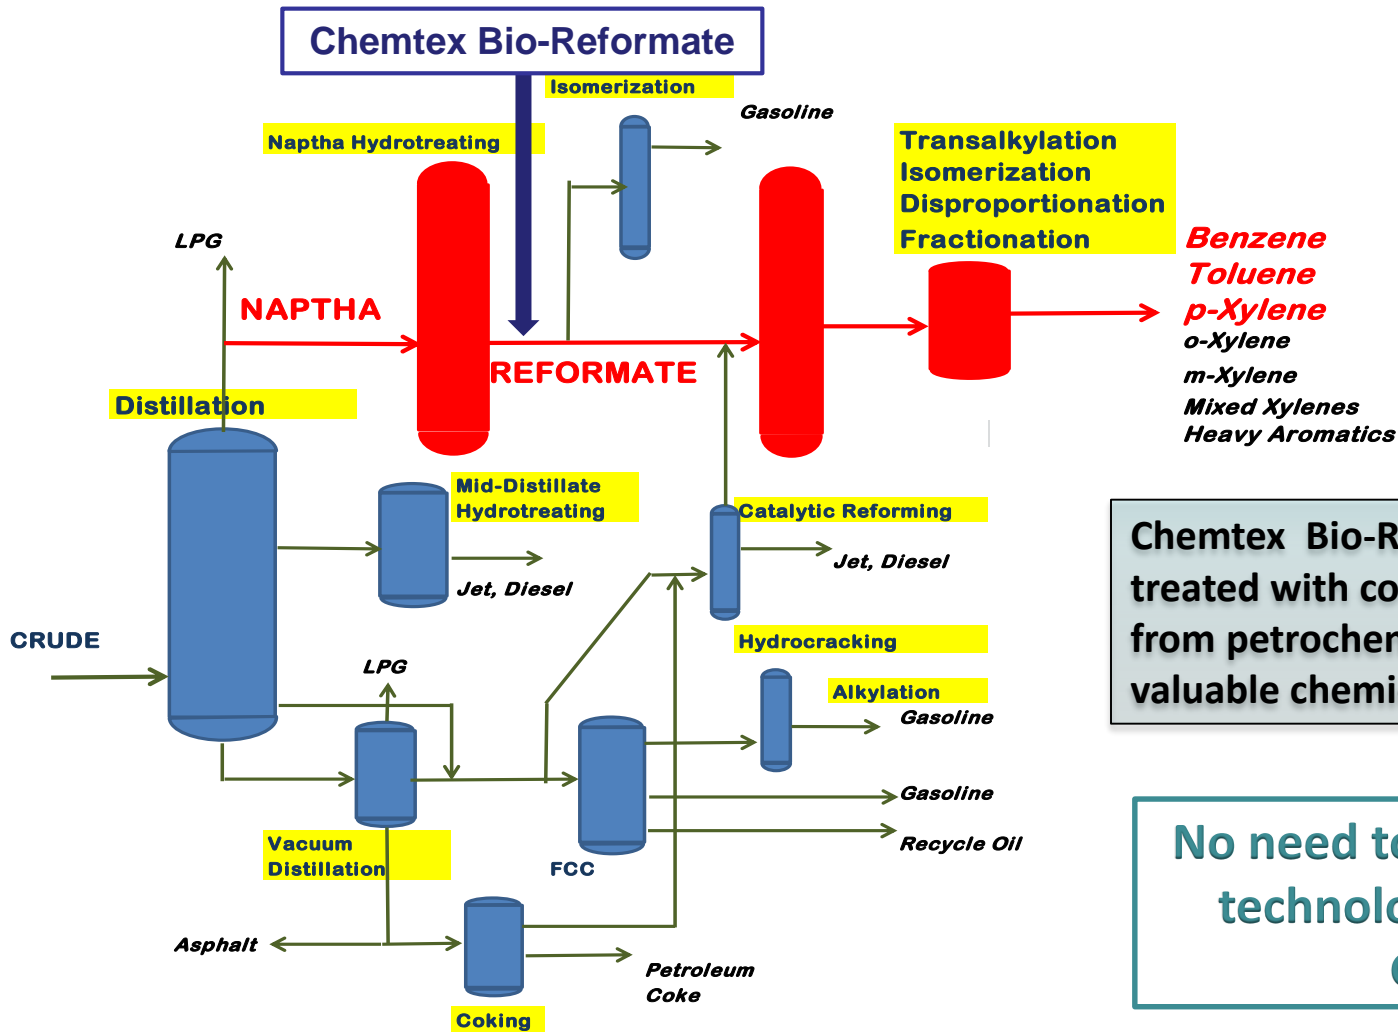 Chemtex Bio-Reformate
Isomerization
Gasoline
Naptha Hydrotreating
Transalkylation
Isomerization
Disproportionation
Fractionation
Benzene
Toluene
p-Xylene
o-Xylene
m-Xylene
Mixed Xylenes
Heavy Aromatics
LPG
NAPTHA
REFORMATE
Distillation
Mid-Distillate
Hydrotreating
Jet, Diesel
Catalytic Reforming
Jet, Diesel
Chemtex Bio-R
treated with co
from petrochem
valuable chemi
CRUDE
Hydrocracking
LPG
Alkylation
Gasoline
Gasoline
Recycle Oil
Vacuum
Distillation
FCC
No need to
technolo
Asphalt
Petroleum
Coke
Coking